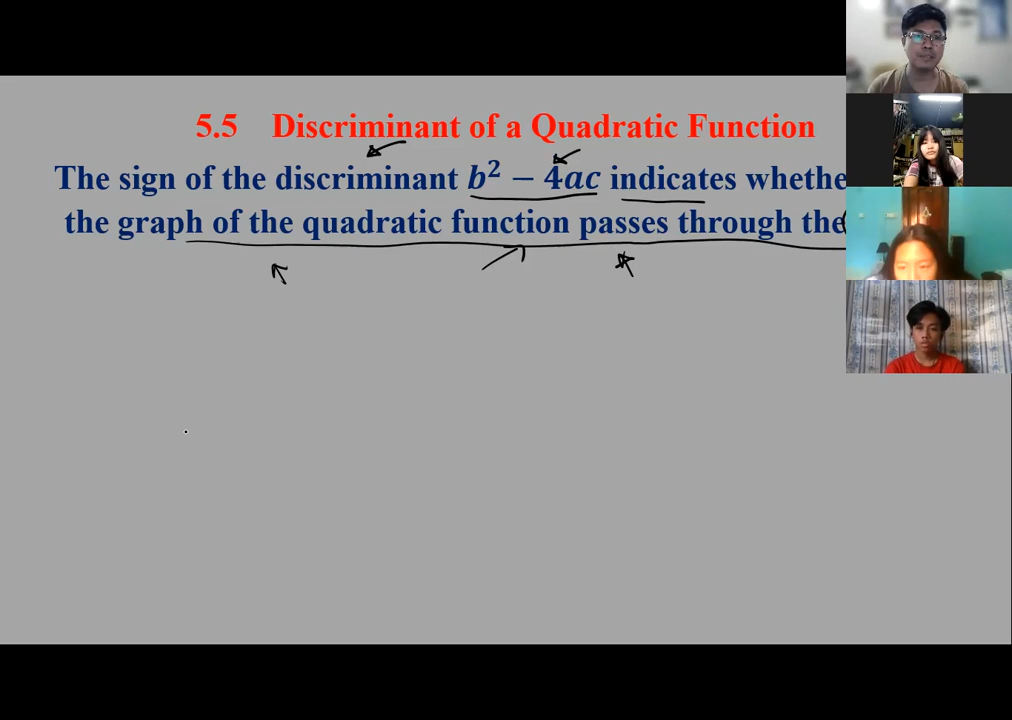 5.5 Discriminant of a Quadratic Function
The sign of the discriminant b² − 4ac indicates whethe
the graph of the quadratic function passes through the